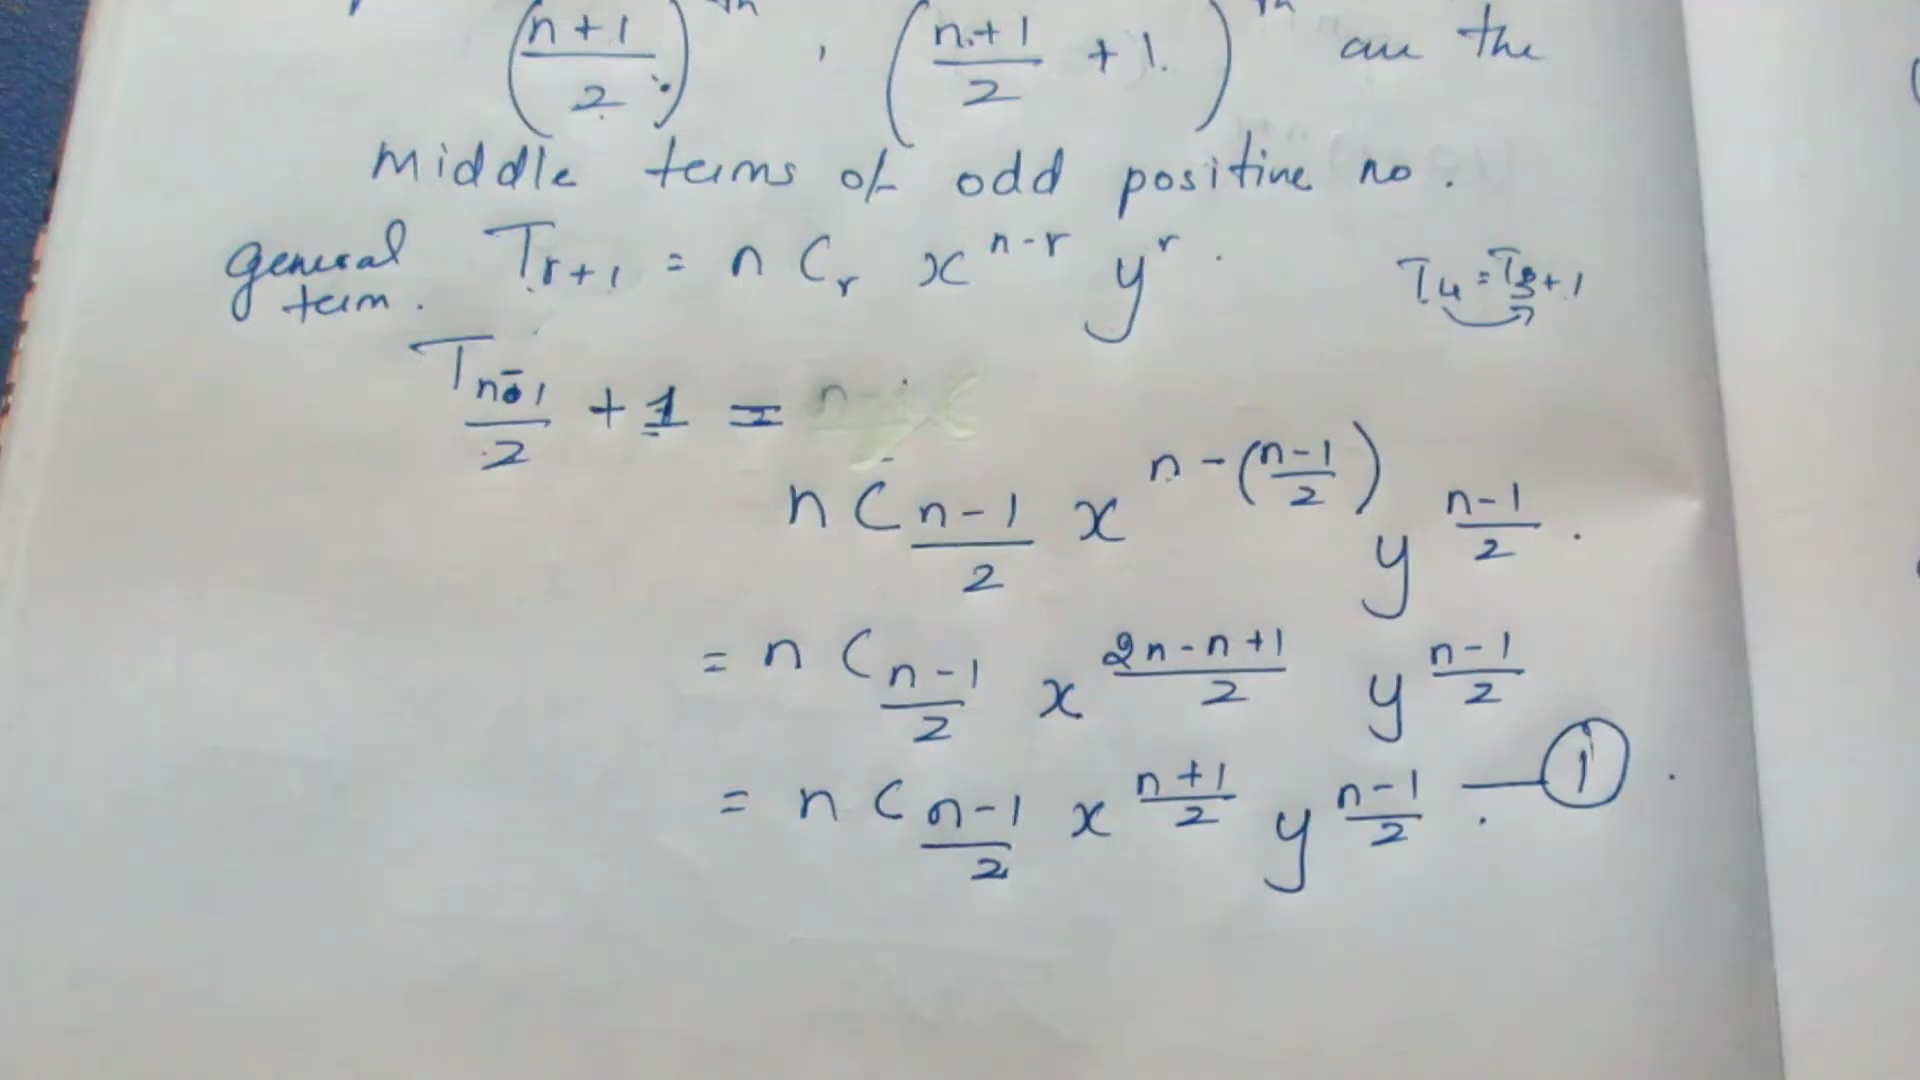 (n+1/2)th , (n+1/2 + 1)th are the
Middle terms of odd positive no.
general term. Tr+1 = nCr x^n-r y^r . T4 = T3+1
T n-1/2 + 1 =
nC n-1/2 x^n-(n-1/2) y^n-1/2 .
= nC n-1/2 x^2n-n+1/2 y^n-1/2
= nC n-1/2 x^n+1/2 y^n-1/2 . — 1